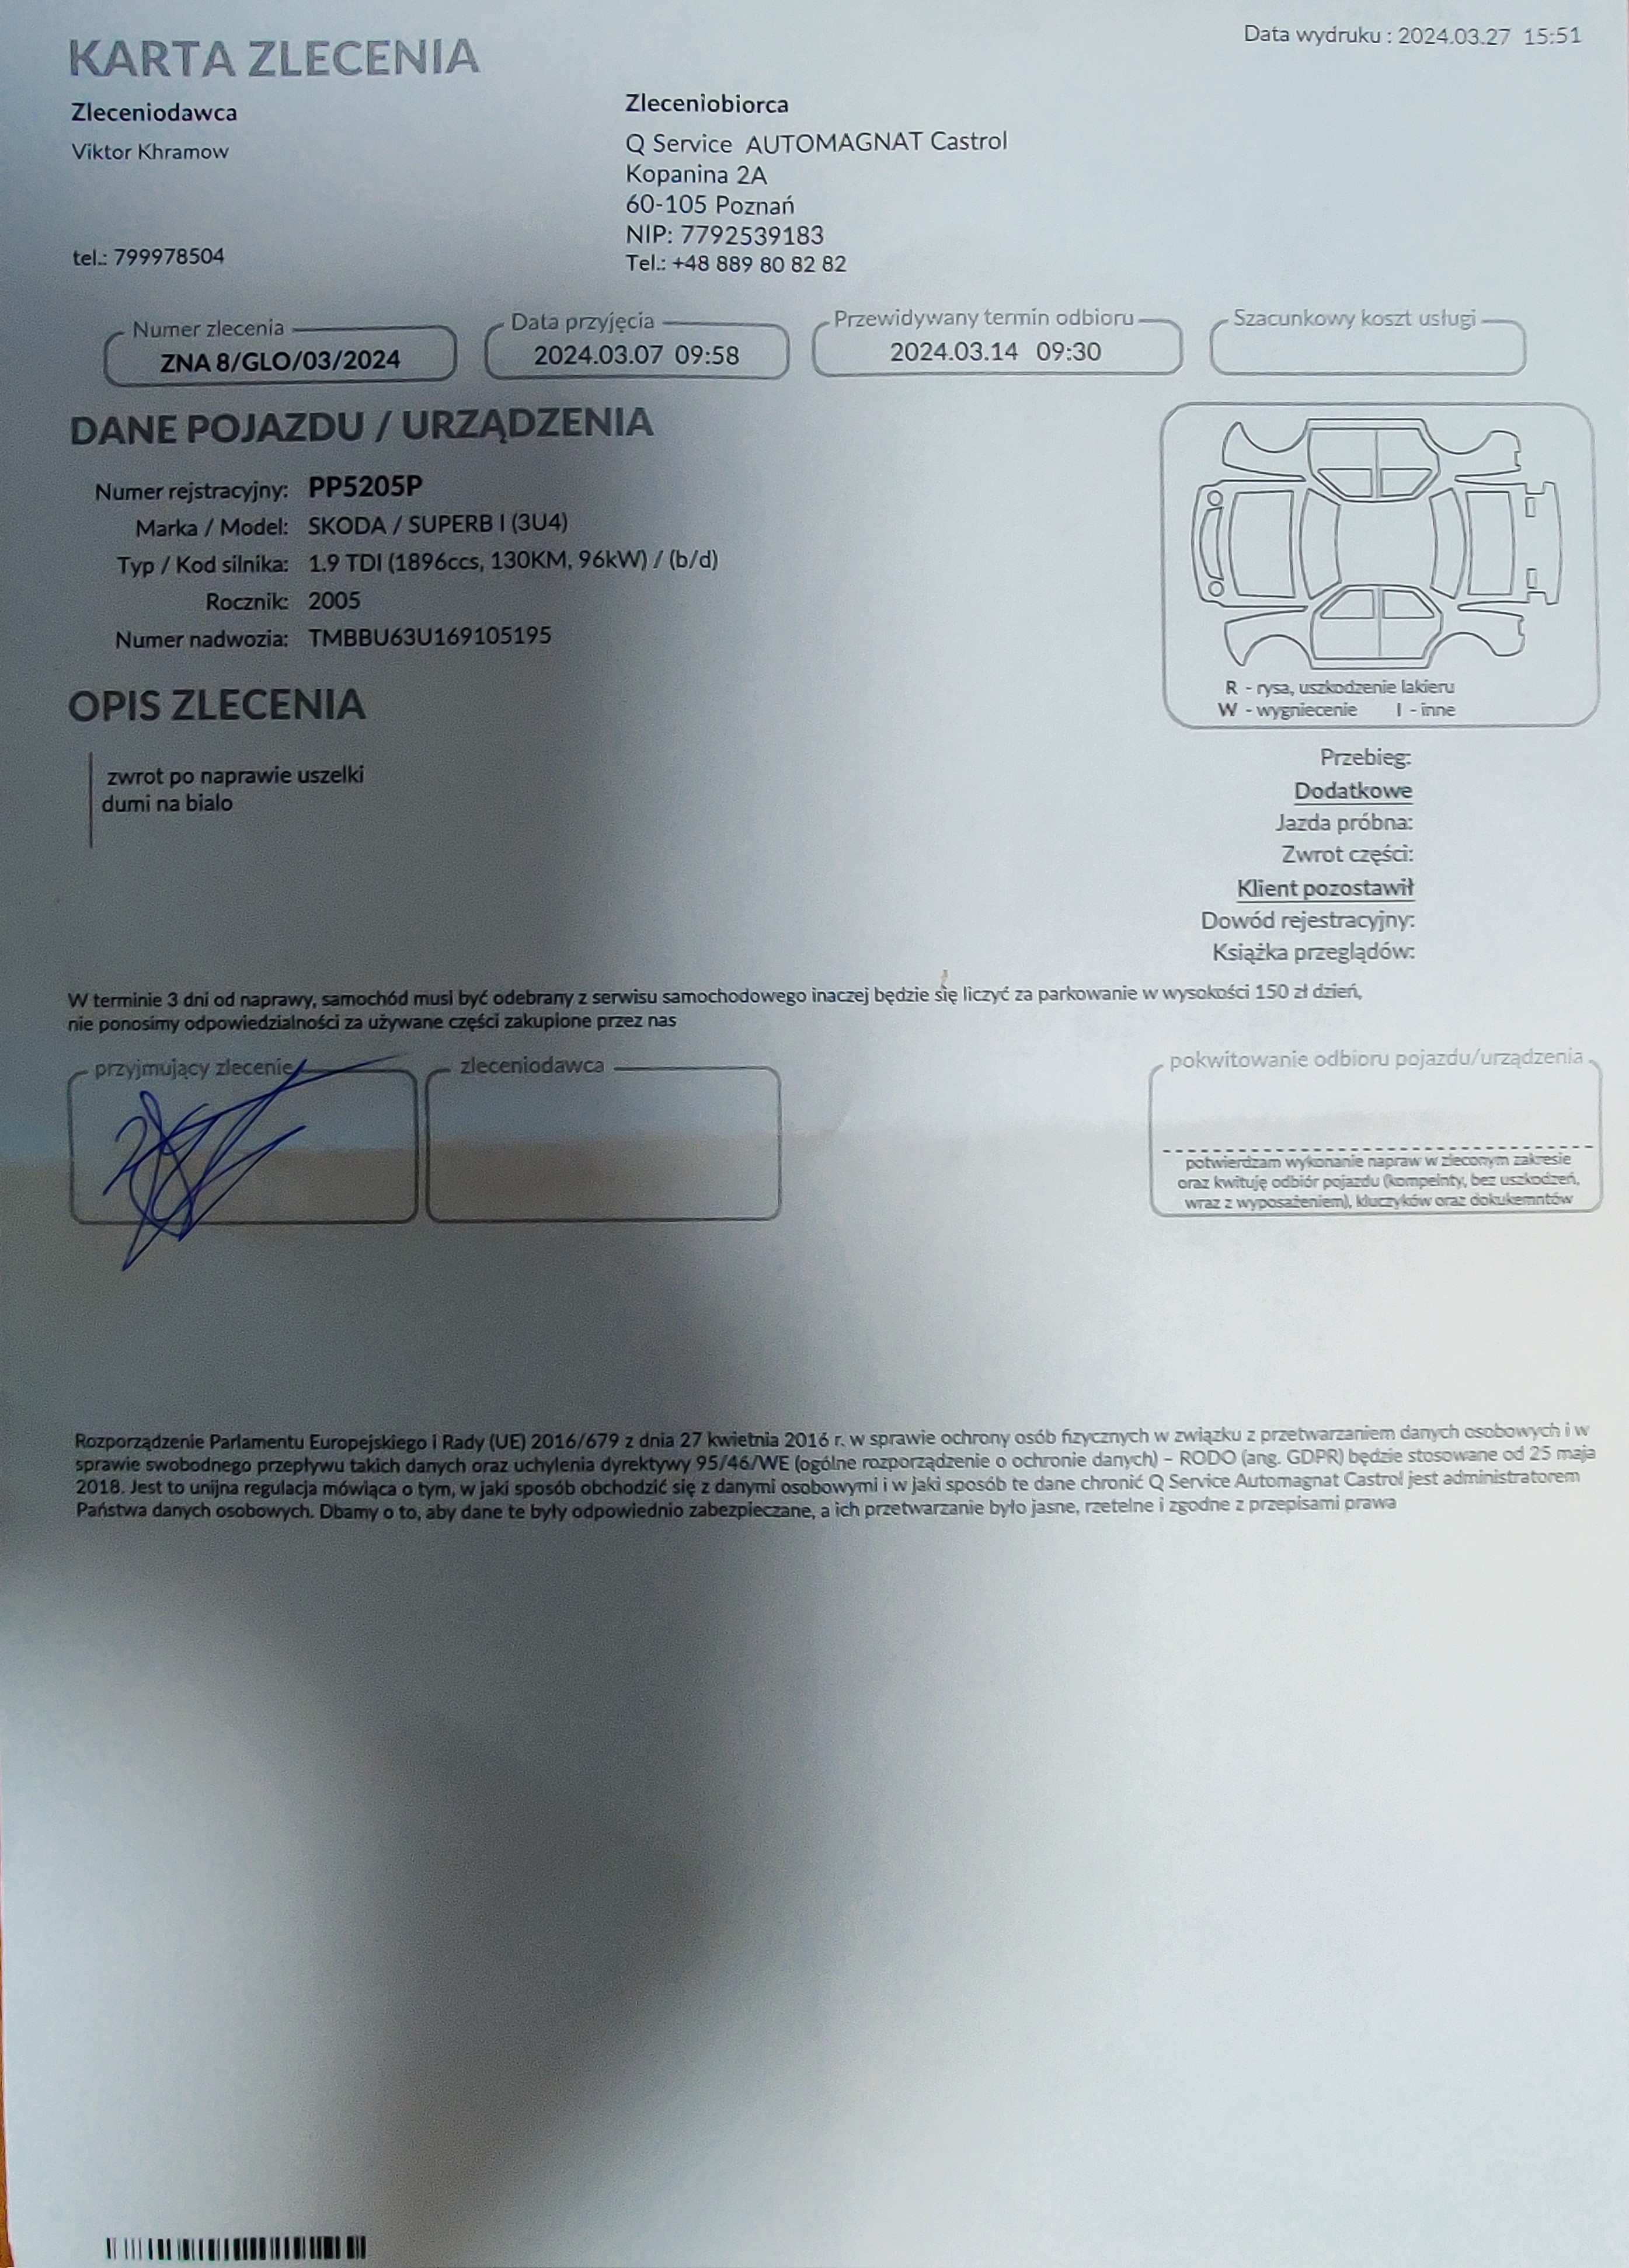 Data wydruku : 2024.03.27 15:51
KARTA ZLECENIA
Zleceniodawca
Viktor Khramow
tel.: 799978504
Zleceniobiorca
Q Service AUTOMAGNAT Castrol
Kopanina 2A
60-105 Poznań
NIP: 7792539183
Tel.: +48 889 80 82 82
Numer zlecenia
ZNA 8/GLO/03/2024
Data przyjęcia
2024.03.07 09:58
Przewidywany termin odbioru
2024.03.14 09:30
Szacunkowy koszt usługi
DANE POJAZDU / URZĄDZENIA
Numer rejstracyjny: PP5205P
Marka / Model: SKODA / SUPERB I (3U4)
Typ / Kod silnika: 1.9 TDI (1896ccs, 130KM, 96kW) / (b/d)
Rocznik: 2005
Numer nadwozia: TMBBU63U169105195
R - rysa, uszkodzenie lakieru
W - wygniecenie I - inne
OPIS ZLECENIA
zwrot po naprawie uszelki
dumi na bialo
Przebieg:
Dodatkowe
Jazda próbna:
Zwrot części:
Klient pozostawił
Dowód rejestracyjny:
Książka przeglądów:
W terminie 3 dni od naprawy, samochód musi być odebrany z serwisu samochodowego inaczej będzie się liczyć za parkowanie w wysokości 150 zł dzień,
nie ponosimy odpowiedzialności za używane części zakupione przez nas
przyjmujący zlecenie
zleceniodawca
pokwitowanie odbioru pojazdu/urządzenia
potwierdzam wykonanie napraw w zleconym zakresie
oraz kwituję odbiór pojazdu (kompelnty, bez uszkodzeń,
wraz z wyposażeniem), kluczyków oraz dokukemntów
Rozporządzenie Parlamentu Europejskiego i Rady (UE) 2016/679 z dnia 27 kwietnia 2016 r. w sprawie ochrony osób fizycznych w związku z przetwarzaniem danych osobowych i w
sprawie swobodnego przepływu takich danych oraz uchylenia dyrektywy 95/46/WE (ogólne rozporządzenie o ochronie danych) – RODO (ang. GDPR) będzie stosowane od 25 maja
2018. Jest to unijna regulacja mówiąca o tym, w jaki sposób obchodzić się z danymi osobowymi i w jaki sposób te dane chronić Q Service Automagnat Castrol jest administratorem
Państwa danych osobowych. Dbamy o to, aby dane te były odpowiednio zabezpieczane, a ich przetwarzanie było jasne, rzetelne i zgodne z przepisami prawa